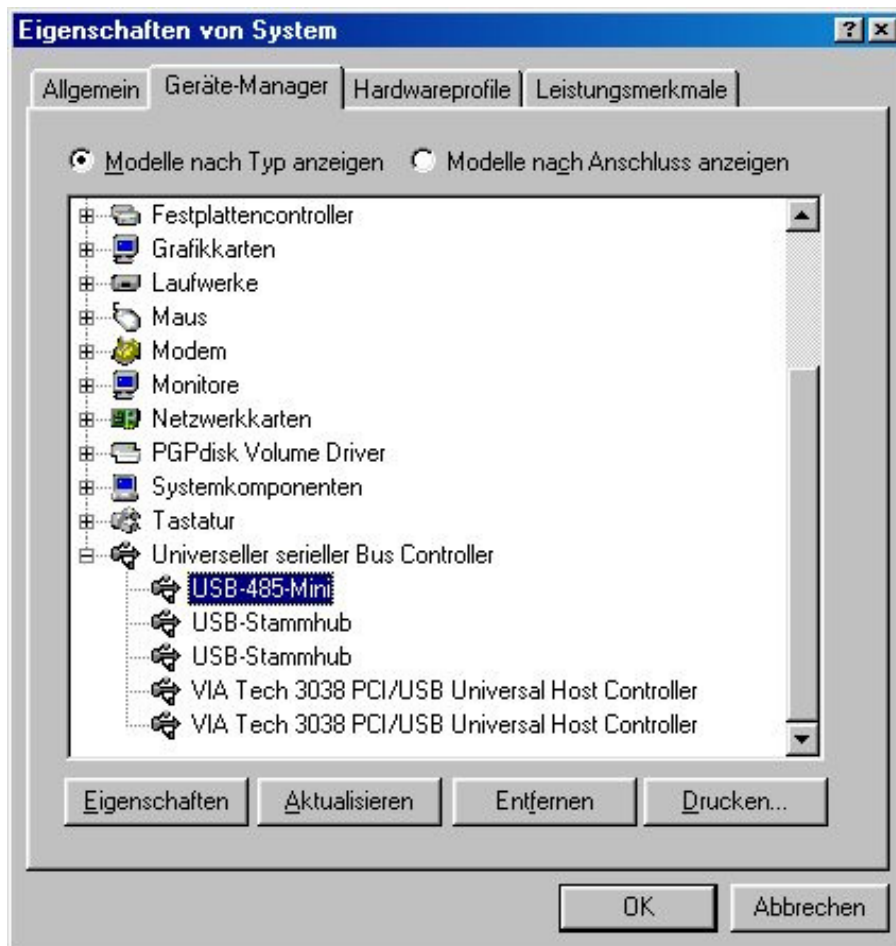 Eigenschaften von System
Allgemein Geräte-Manager Hardwareprofile Leistungsmerkmale
Modelle nach Typ anzeigen Modelle nach Anschluss anzeigen
Festplattencontroller
Grafikkarten
Laufwerke
Maus
Modem
Monitore
Netzwerkkarten
PGPdisk Volume Driver
Systemkomponenten
Tastatur
Universeller serieller Bus Controller
USB-485-Mini
USB-Stammhub
USB-Stammhub
VIA Tech 3038 PCI/USB Universal Host Controller
VIA Tech 3038 PCI/USB Universal Host Controller
Eigenschaften Aktualisieren Entfernen Drucken...
OK Abbrechen